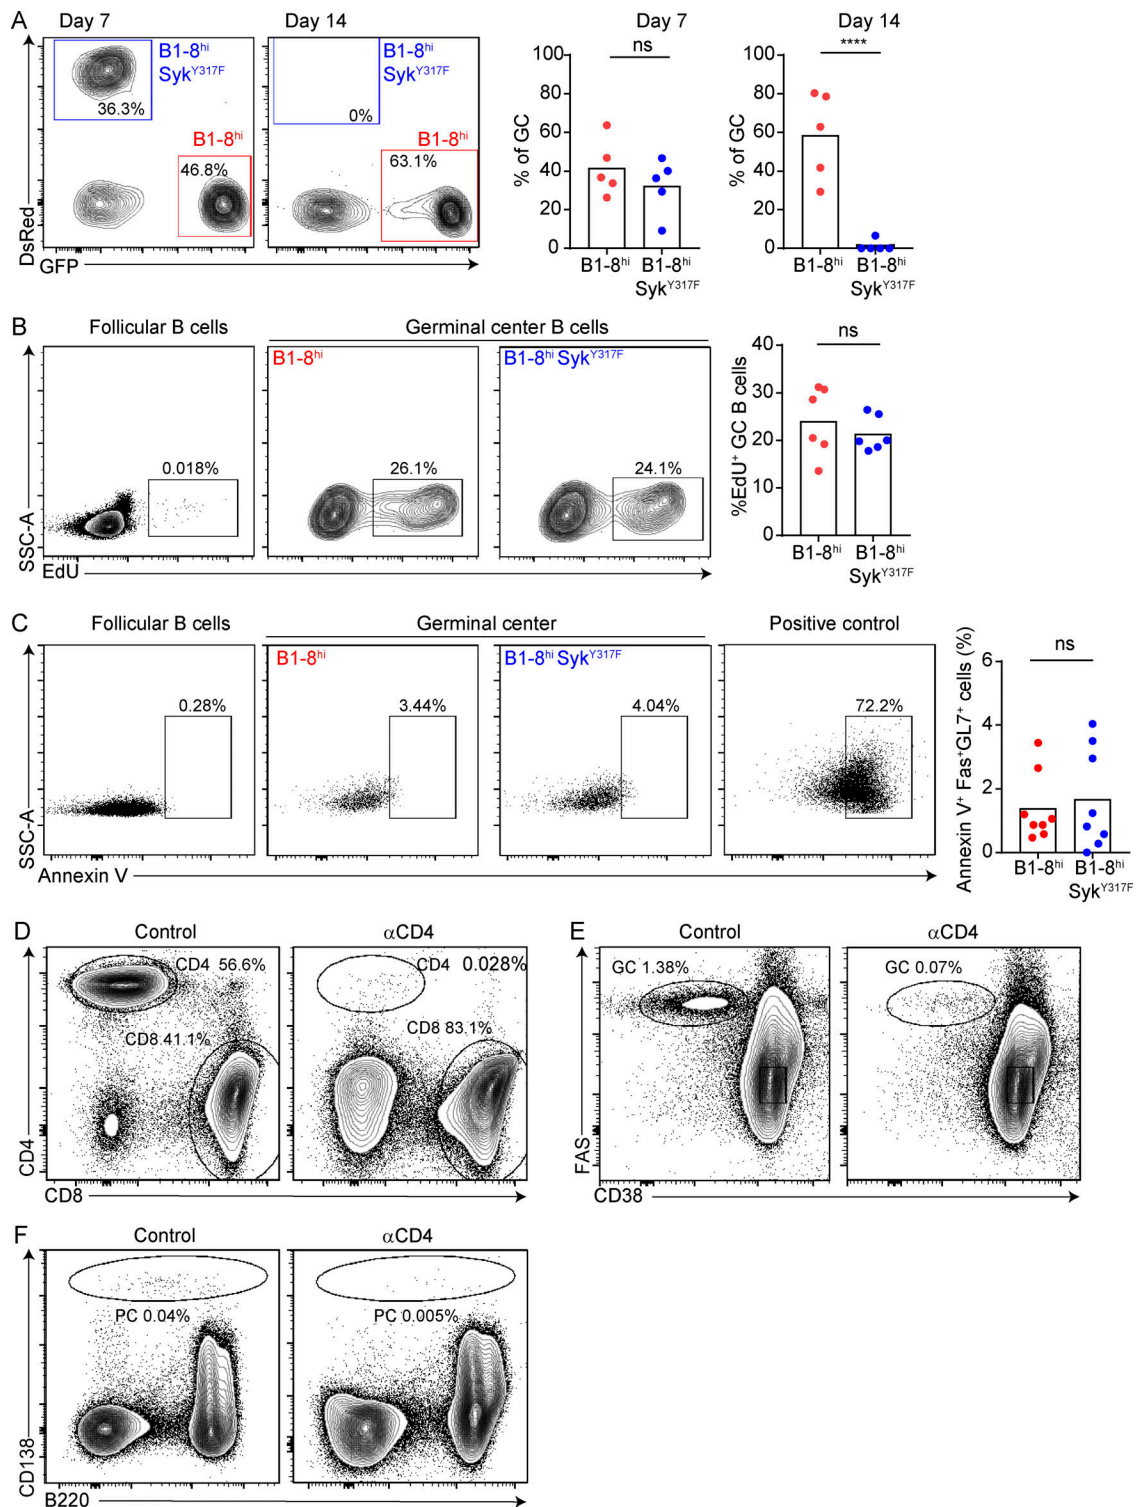 A
Day 7
Day 14
B1-8hi
SykY317F
36.3%
B1-8hi
46.8%
B1-8hi
SykY317F
0%
63.1%
DsRed
GFP
Day 7
ns
% of GC
100
80
60
40
20
0
B1-8hi
B1-8hi
SykY317F
Day 14
****
% of GC
100
80
60
40
20
0
B1-8hi
B1-8hi
SykY317F
B
Follicular B cells
Germinal center B cells
B1-8hi
B1-8hi SykY317F
0.018%
26.1%
24.1%
SSC-A
EdU
ns
%EdU+ GC B cells
40
30
20
10
0
B1-8hi
B1-8hi
SykY317F
C
Follicular B cells
Germinal center
Positive control
B1-8hi
B1-8hi SykY317F
0.28%
3.44%
4.04%
72.2%
SSC-A
Annexin V
ns
Annexin V+ Fas+GL7+ cells (%)
6
4
2
0
B1-8hi
B1-8hi
SykY317F
D
Control
αCD4
CD4 56.6%
CD8 41.1%
CD4 0.028%
CD8 83.1%
CD4
CD8
E
Control
αCD4
GC 1.38%
GC 0.07%
FAS
CD38
F
Control
αCD4
PC 0.04%
PC 0.005%
CD138
B220